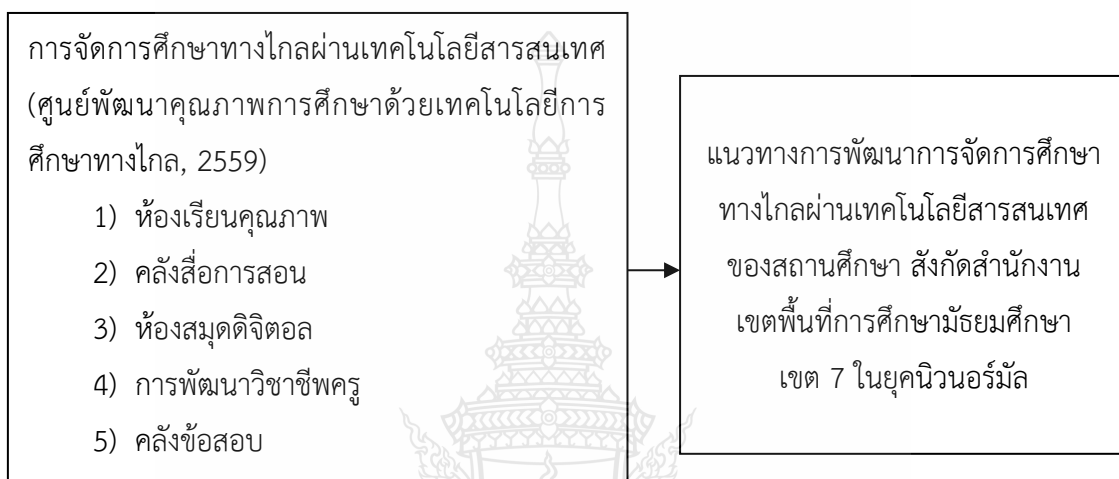 การจัดการศึกษาทางไกลผ่านเทคโนโลยีสารสนเทศ
(ศูนย์พัฒนาคุณภาพการศึกษาด้วยเทคโนโลยีการ
ศึกษาทางไกล, 2559)
1) ห้องเรียนคุณภาพ
2) คลังสื่อการสอน
3) ห้องสมุดดิจิตอล
4) การพัฒนาวิชาชีพครู
5) คลังข้อสอบ
แนวทางการพัฒนาการจัดการศึกษา
ทางไกลผ่านเทคโนโลยีสารสนเทศ
ของสถานศึกษา สังกัดสำนักงาน
เขตพื้นที่การศึกษามัธยมศึกษา
เขต 7 ในยุคนิวนอร์มัล